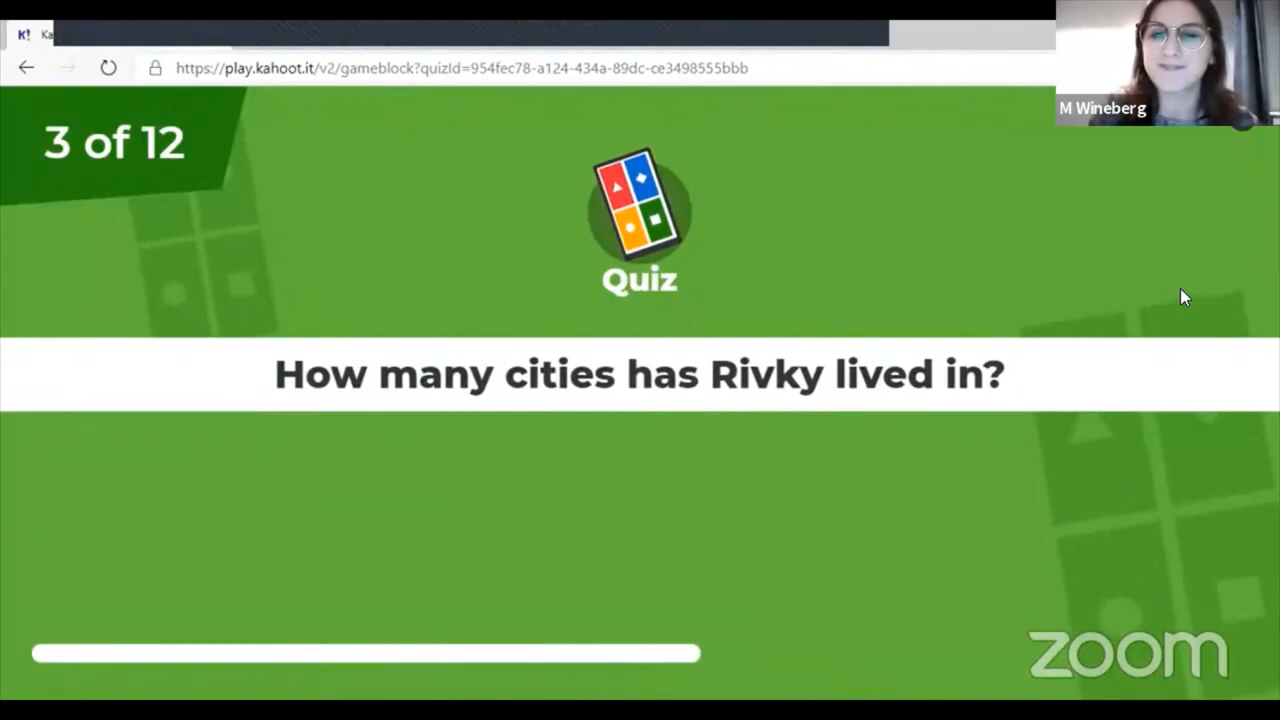 K! Ka
https://play.kahoot.it/v2/gameblock?quizId=954fec78-a124-434a-89dc-ce3498555bbb
M Wineberg
3 of 12
Quiz
How many cities has Rivky lived in?
zoom